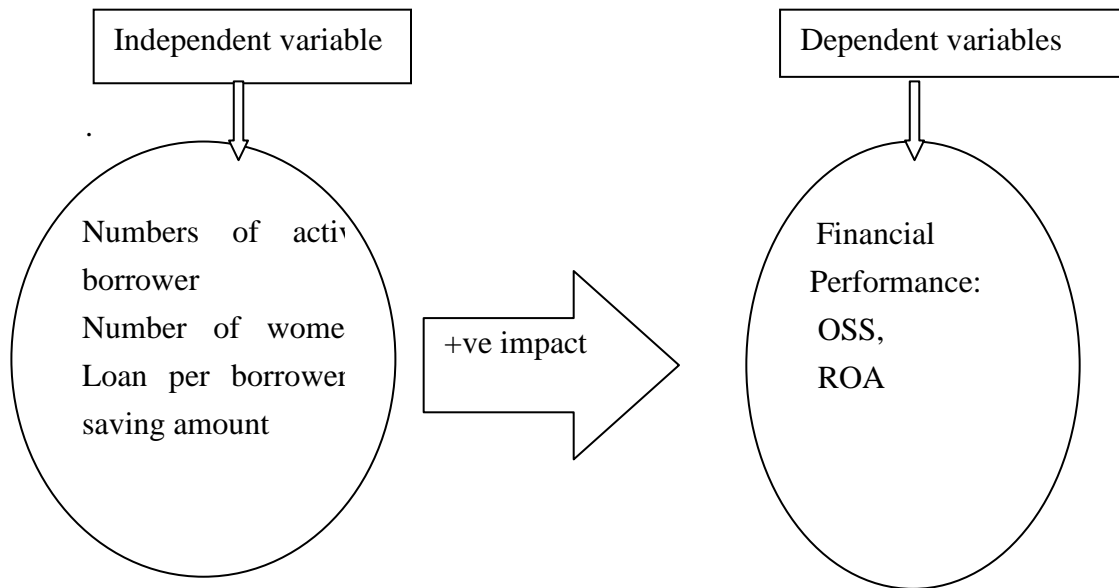 Independent variable
Dependent variables
.
Numbers of activ
borrower
Number of wome
Loan per borrower
saving amount
+ve impact
Financial
Performance:
OSS,
ROA